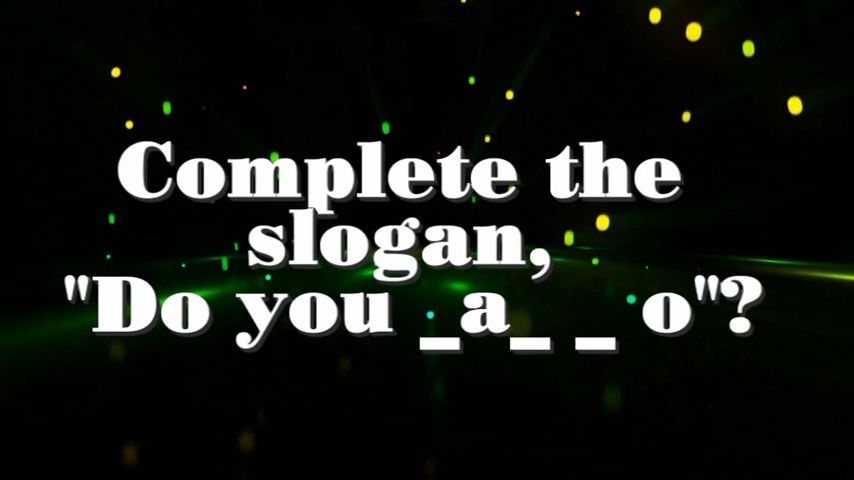 Complete the
slogan,
"Do you _a_ _ o"?